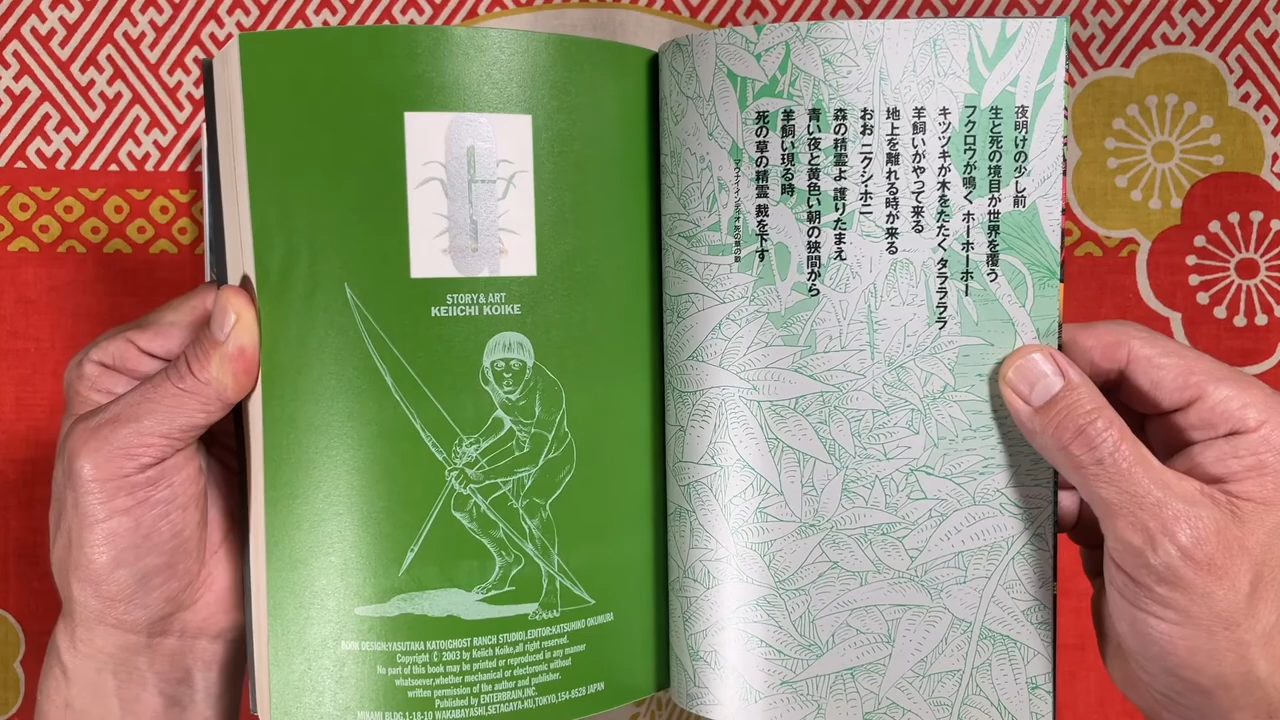 STORY&ART
KEIICHI KOIKE
BOOK DESIGN:YASUTAKA KATO(GHOST RANCH STUDIO).EDITOR:KATSUHIKO OKUMURA
Copyright © 2003 by Keiich Koike,all right reserved.
No part of this book may be printed or reproduced in any manner
whatsoever,whether mechanical or electoronic without
written permission of the author and publisher.
Published by ENTERBRAIN,INC.
MIKAMI BLDG,1-18-10 WAKABAYASHI,SETAGAYA-KU,TOKYO,154-8528 JAPAN
夜明けの少し前
生と死の境目が世界を覆う
フクロウが鳴く ホーホーホー
キツツキが木をたたく タララララ
羊飼いがやって来る
地上を離れる時が来る
おお ニクシ・ホニ
森の精霊よ 護りたまえ
青い夜と黄色い朝の狭間から
羊飼い現る時
死の草の精霊 裁を下す